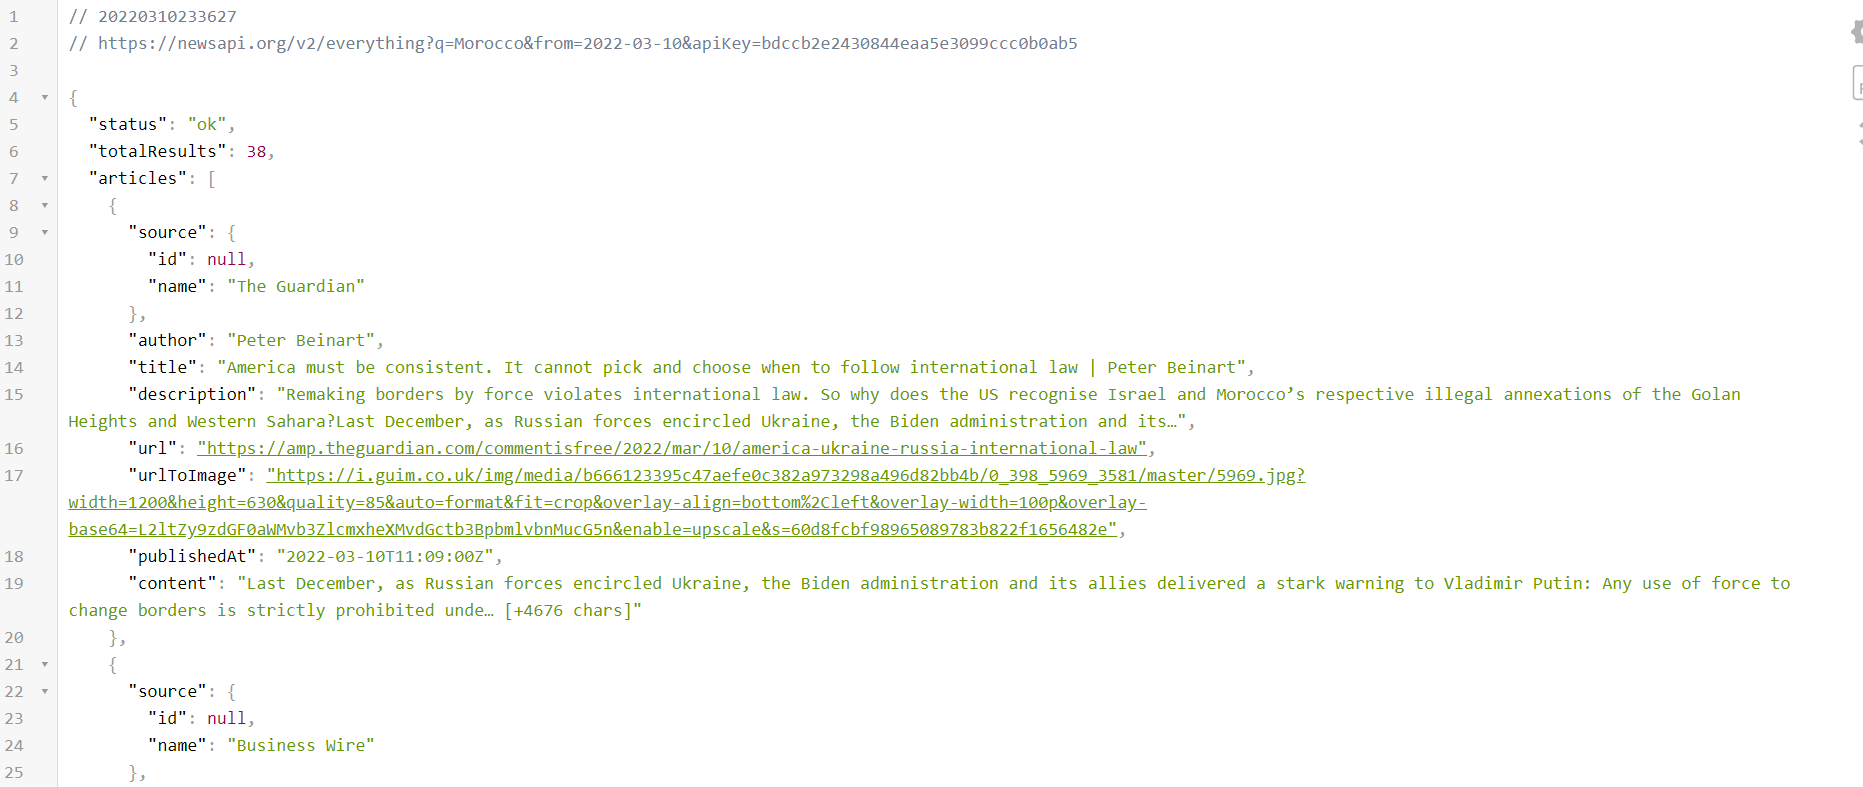 1 // 20220310233627
2 // https://newsapi.org/v2/everything?q=Morocco&from=2022-03-10&apiKey=bdccb2e2430844eaa5e3099ccc0b0ab5
3
4 {
5 "status": "ok",
6 "totalResults": 38,
7 "articles": [
8 {
9 "source": {
10 "id": null,
11 "name": "The Guardian"
12 },
13 "author": "Peter Beinart",
14 "title": "America must be consistent. It cannot pick and choose when to follow international law | Peter Beinart",
15 "description": "Remaking borders by force violates international law. So why does the US recognise Israel and Morocco’s respective illegal annexations of the Golan
Heights and Western Sahara?Last December, as Russian forces encircled Ukraine, the Biden administration and its…",
16 "url": "https://amp.theguardian.com/commentisfree/2022/mar/10/america-ukraine-russia-international-law",
17 "urlToImage": "https://i.guim.co.uk/img/media/b666123395c47aefe0c382a973298a496d82bb4b/0_398_5969_3581/master/5969.jpg?
width=1200&height=630&quality=85&auto=format&fit=crop&overlay-align=bottom%2Cleft&overlay-width=100p&overlay-
base64=L2ltZy9zdGF0aWMvb3ZlcmxheXMvdGctb3BpbmlvbnMucG5n&enable=upscale&s=60d8fcbf98965089783b822f1656482e",
18 "publishedAt": "2022-03-10T11:09:00Z",
19 "content": "Last December, as Russian forces encircled Ukraine, the Biden administration and its allies delivered a stark warning to Vladimir Putin: Any use of force to
change borders is strictly prohibited unde… [+4676 chars]"
20 },
21 {
22 "source": {
23 "id": null,
24 "name": "Business Wire"
25 },